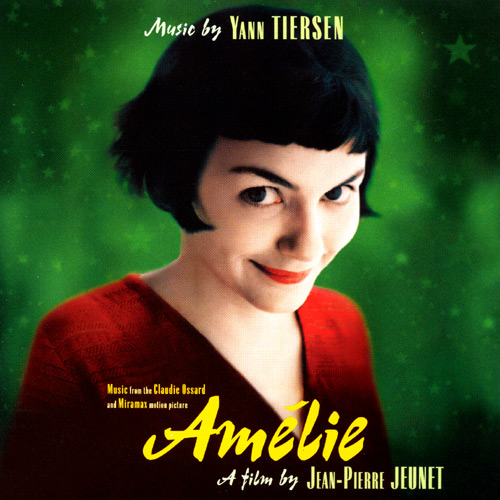 Music by Yann TIERSEN
Music from the Claudie Ossard
and Miramax motion picture
Amélie
A film by Jean-Pierre JEUNET